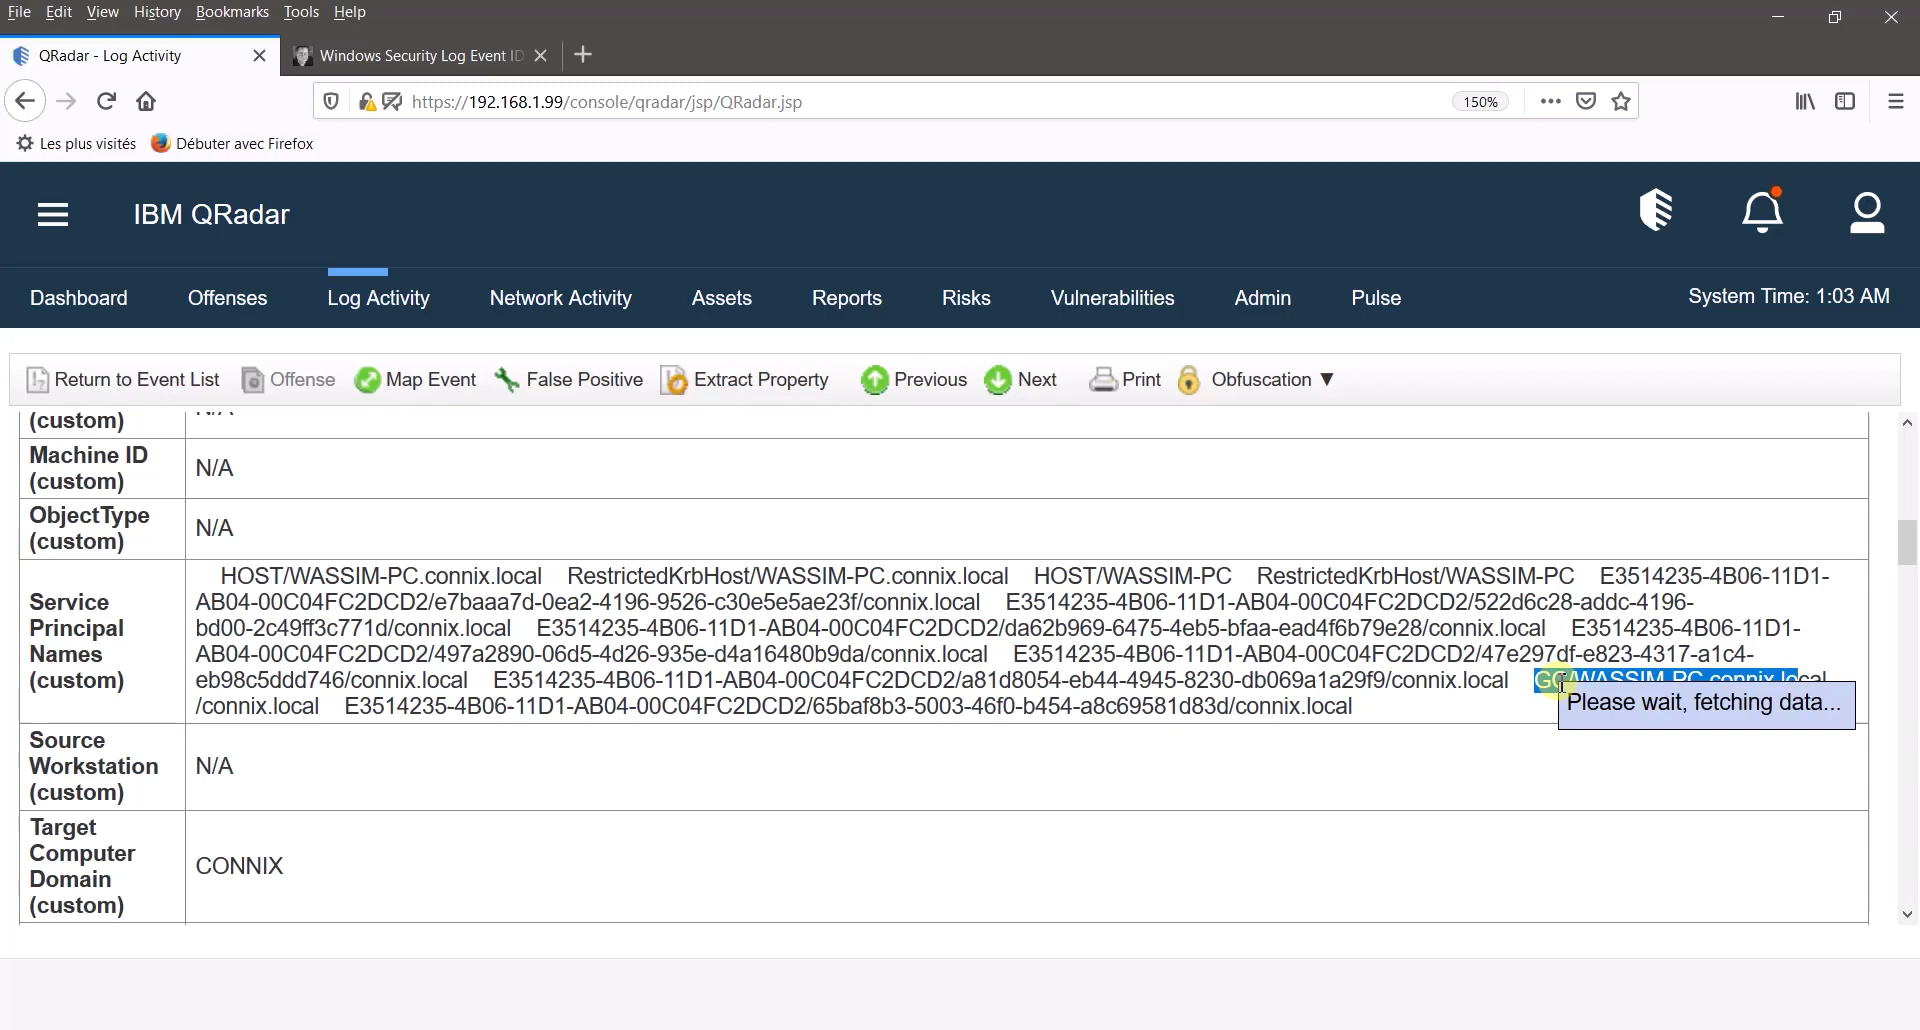 File Edit View History Bookmarks Tools Help
QRadar - Log Activity
Windows Security Log Event ID
https://192.168.1.99/console/qradar/jsp/QRadar.jsp
150%
Les plus visités Débuter avec Firefox
IBM QRadar
Dashboard Offenses Log Activity Network Activity Assets Reports Risks Vulnerabilities Admin Pulse
System Time: 1:03 AM
Return to Event List Offense Map Event False Positive Extract Property Previous Next Print Obfuscation ▼
(custom)
Machine ID
(custom)
N/A
ObjectType
(custom)
N/A
Service
Principal
Names
(custom)
HOST/WASSIM-PC.connix.local RestrictedKrbHost/WASSIM-PC.connix.local HOST/WASSIM-PC RestrictedKrbHost/WASSIM-PC E3514235-4B06-11D1-
AB04-00C04FC2DCD2/e7baaa7d-0ea2-4196-9526-c30e5e5ae23f/connix.local E3514235-4B06-11D1-AB04-00C04FC2DCD2/522d6c28-addc-4196-
bd00-2c49ff3c771d/connix.local E3514235-4B06-11D1-AB04-00C04FC2DCD2/da62b969-6475-4eb5-bfaa-ead4f6b79e28/connix.local E3514235-4B06-11D1-
AB04-00C04FC2DCD2/497a2890-06d5-4d26-935e-d4a16480b9da/connix.local E3514235-4B06-11D1-AB04-00C04FC2DCD2/47e297df-e823-4317-a1c4-
eb98c5ddd746/connix.local E3514235-4B06-11D1-AB04-00C04FC2DCD2/a81d8054-eb44-4945-8230-db069a1a29f9/connix.local GC/WASSIM-PC.connix.local
/connix.local E3514235-4B06-11D1-AB04-00C04FC2DCD2/65baf8b3-5003-46f0-b454-a8c69581d83d/connix.local
Please wait, fetching data...
Source
Workstation
(custom)
N/A
Target
Computer
Domain
(custom)
CONNIX